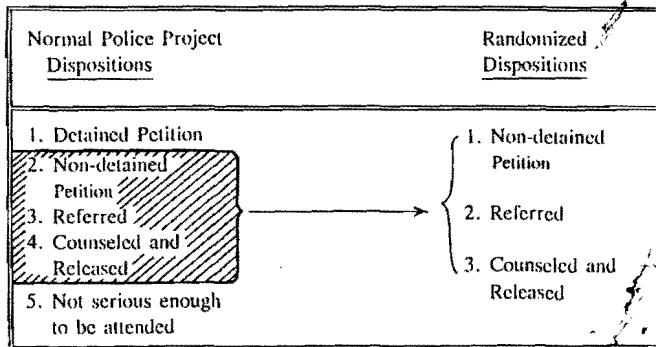 Normal Police Project
Dispositions
Randomized
Dispositions
1. Detained Petition
2. Non-detained
Petition
3. Referred
4. Counseled and
Released
5. Not serious enough
to be attended
1. Non-detained
Petition
2. Referred
3. Counseled and
Released